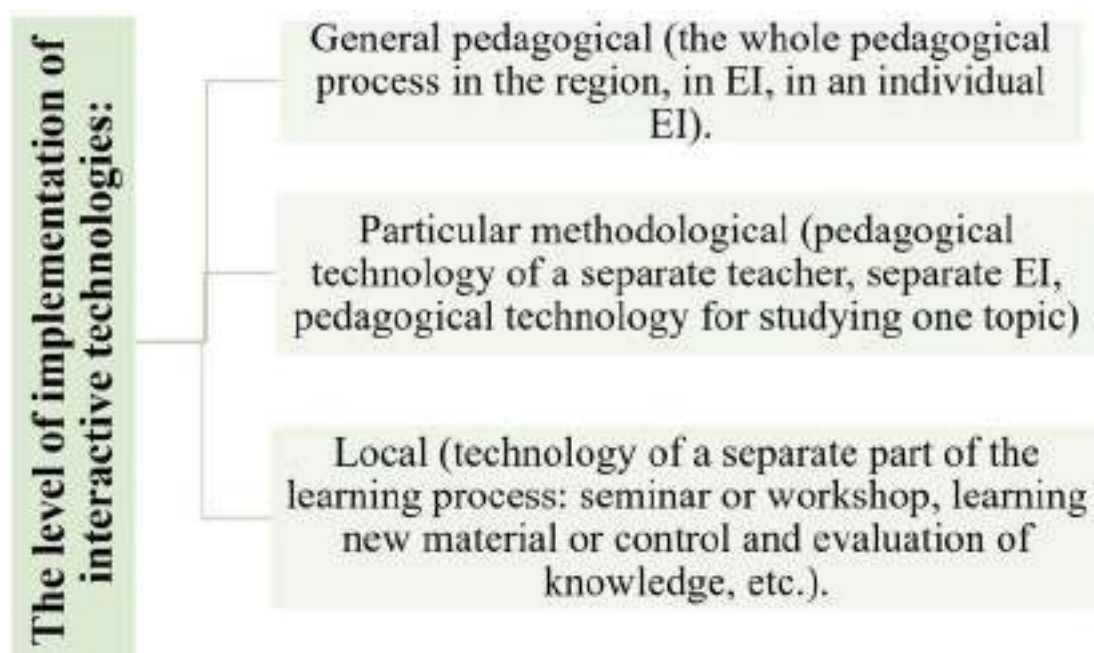 The level of implementation of
interactive technologies:
General pedagogical (the whole pedagogical
process in the region, in EI, in an individual
EI).
Particular methodological (pedagogical
technology of a separate teacher, separate EI,
pedagogical technology for studying one topic)
Local (technology of a separate part of the
learning process: seminar or workshop, learning
new material or control and evaluation of
knowledge, etc.).